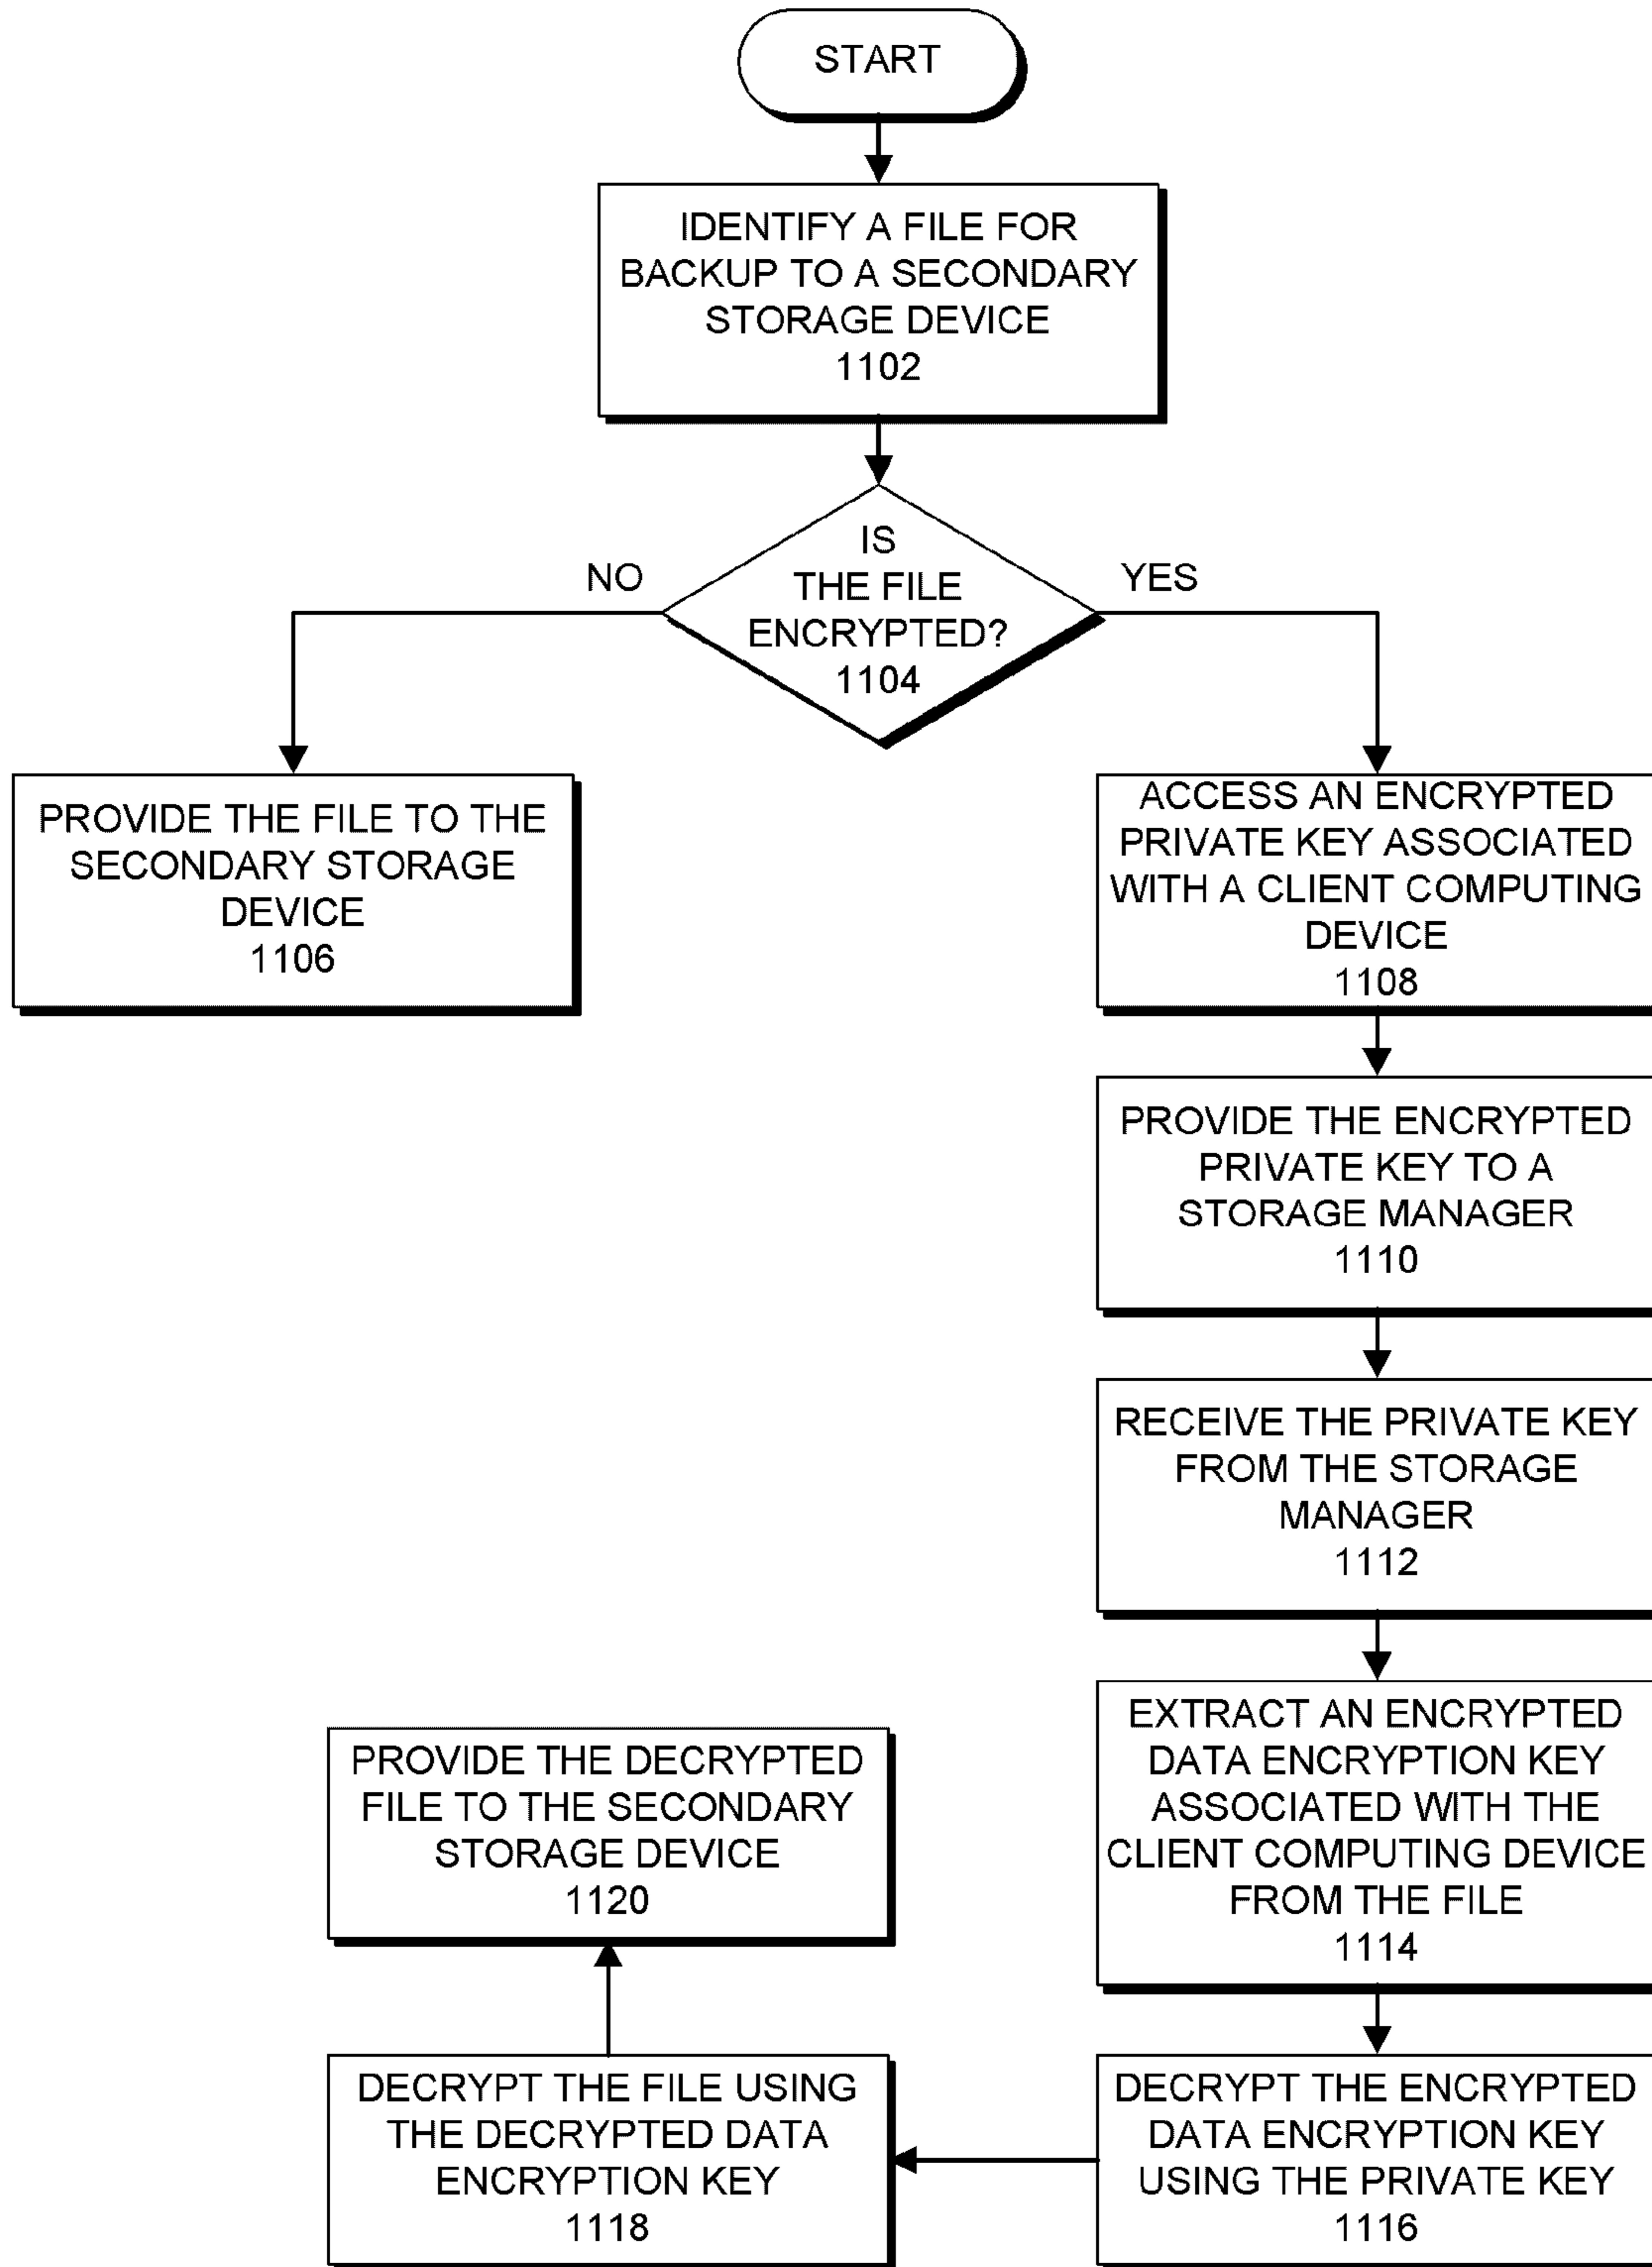 START
IDENTIFY A FILE FOR
BACKUP TO A SECONDARY
STORAGE DEVICE
1102
IS
THE FILE
ENCRYPTED?
1104
NO
YES
PROVIDE THE FILE TO THE
SECONDARY STORAGE
DEVICE
1106
ACCESS AN ENCRYPTED
PRIVATE KEY ASSOCIATED
WITH A CLIENT COMPUTING
DEVICE
1108
PROVIDE THE ENCRYPTED
PRIVATE KEY TO A
STORAGE MANAGER
1110
RECEIVE THE PRIVATE KEY
FROM THE STORAGE
MANAGER
1112
EXTRACT AN ENCRYPTED
DATA ENCRYPTION KEY
ASSOCIATED WITH THE
CLIENT COMPUTING DEVICE
FROM THE FILE
1114
DECRYPT THE ENCRYPTED
DATA ENCRYPTION KEY
USING THE PRIVATE KEY
1116
DECRYPT THE FILE USING
THE DECRYPTED DATA
ENCRYPTION KEY
1118
PROVIDE THE DECRYPTED
FILE TO THE SECONDARY
STORAGE DEVICE
1120